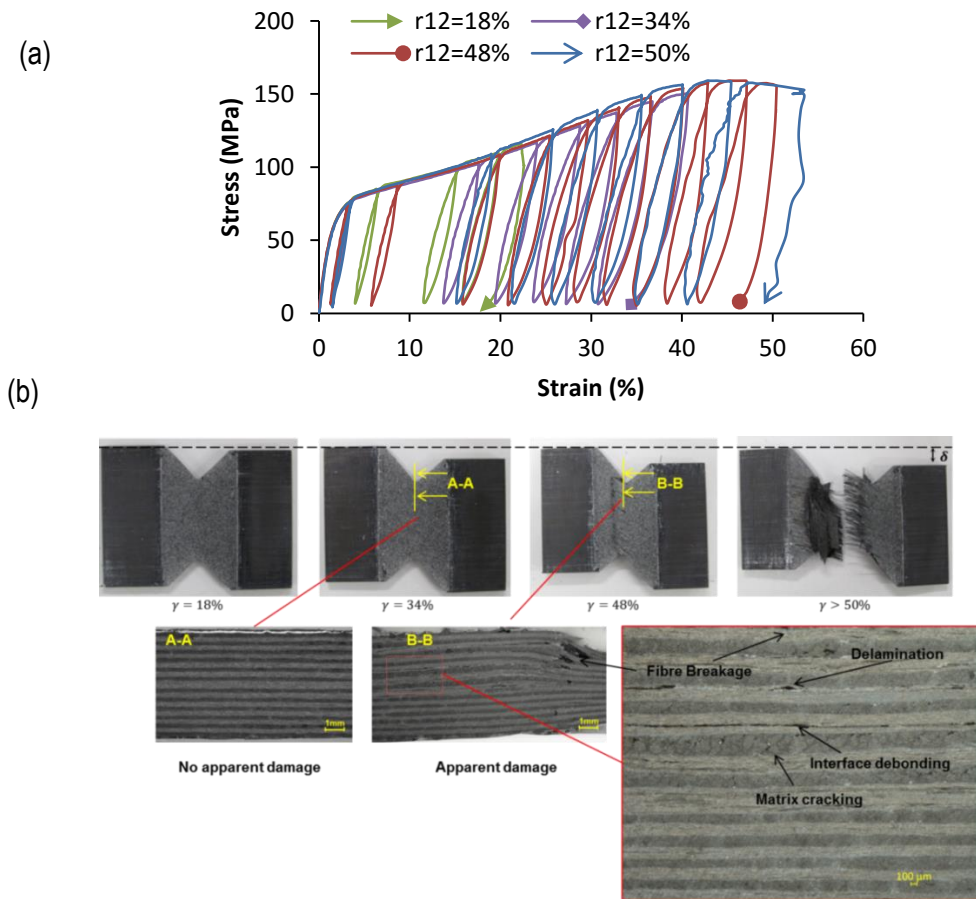 (a)
200
150
100
50
0
Stress (MPa)
r12=18%
r12=34%
r12=48%
r12=50%
0 10 20 30 40 50 60
Strain (%)
(b)
A-A
B-B
δ
γ = 18%
γ = 34%
γ = 48%
γ > 50%
A-A
1mm
B-B
1mm
Fibre Breakage
Delamination
Interface debonding
Matrix cracking
100 μm
No apparent damage
Apparent damage